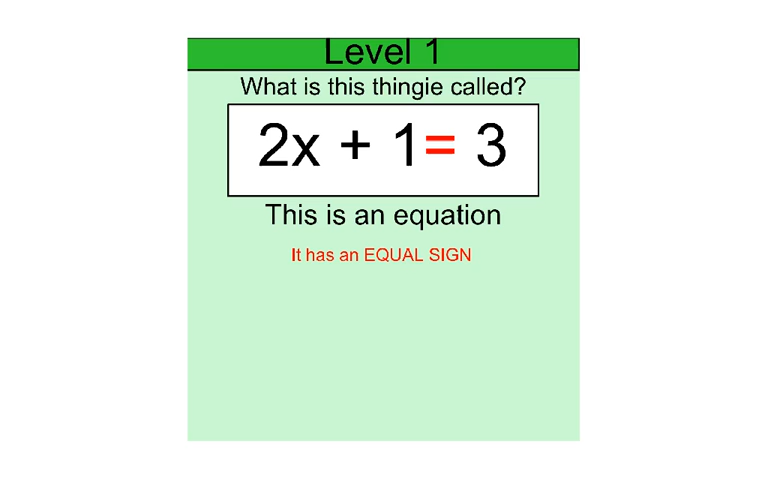 Level 1
What is this thingie called?
2x + 1= 3
This is an equation
It has an EQUAL SIGN